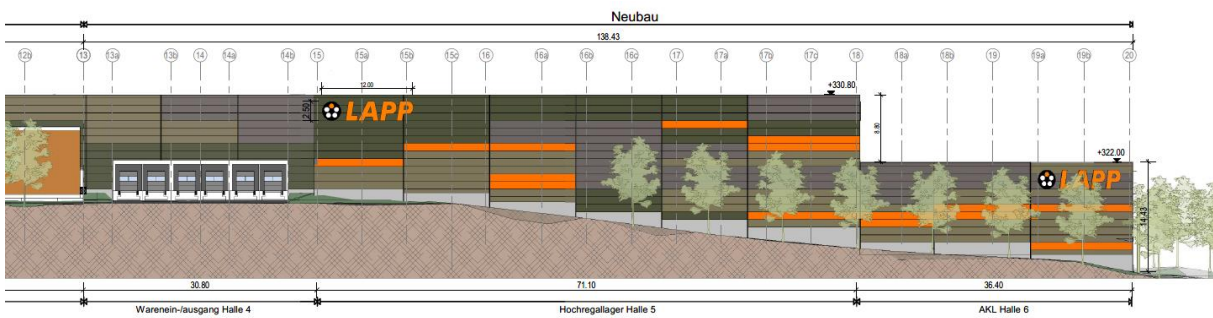 Neubau
138.43
12b 13 13a 13b 14 14a 14b 15 15a 15b 15c 16 16a 16b 16c 17 17a 17b 17c 18 18a 18b 19 19a 19b 20
12.00
+330.80
2.50
LAPP
8.80
+322.00
LAPP
14.43
30.80 71.10 36.40
Warenein-/ausgang Halle 4 Hochregallager Halle 5 AKL Halle 6